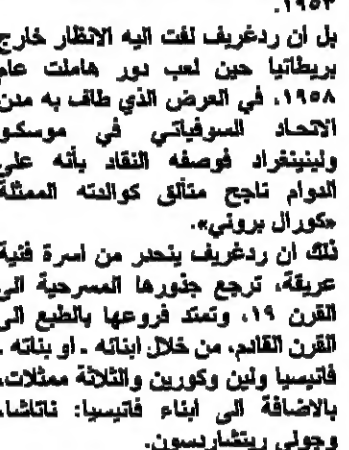 ١٩٥٣.
بل ان ردغريف لفت اليه الانظار خارج
بريطانيا حين لعب دور هاملت عام
١٩٥٨، في العرض الذي طاف به مدن
الاتحاد السوفياتي في موسكو
ولينينغراد فوصفه النقاد بأنه على
الدوام ناجح متألق كوالدته الممثلة
«كورال بروني».
ذلك ان ردغريف ينحدر من اسرة فنية
عريقة، ترجع جذورها المسرحية الى
القرن ١٩، وتمتد فروعها بالطبع الى
القرن القادم، من خلال ابنائه ـ او بناته ـ
فانيسيا ولين وكورين والثلاثة ممثلات،
بالاضافة الى ابناء فانيسيا: ناتاشا،
وجولي ريتشاردسون.